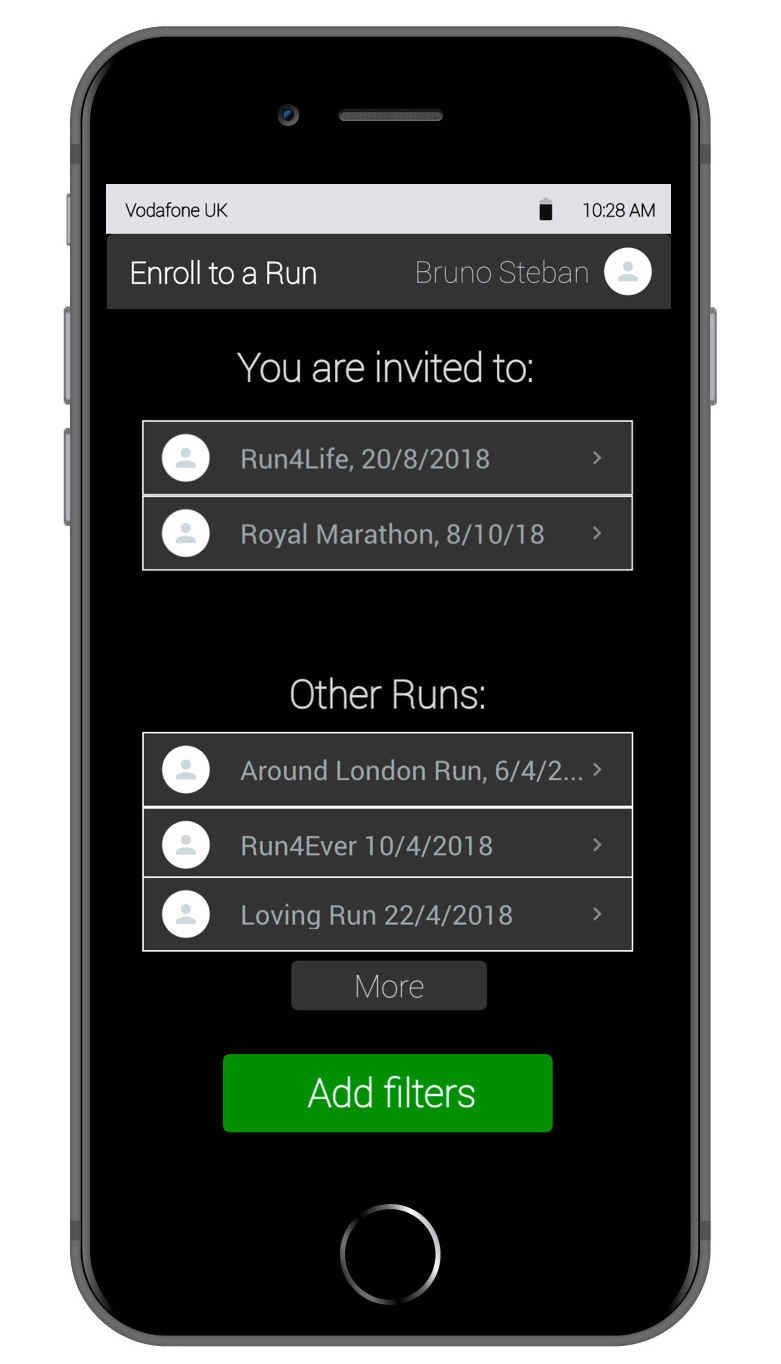 Vodafone UK 10:28 AM
Enroll to a Run Bruno Steban
You are invited to:
Run4Life, 20/8/2018
Royal Marathon, 8/10/18
Other Runs:
Around London Run, 6/4/2...
Run4Ever 10/4/2018
Loving Run 22/4/2018
More
Add filters